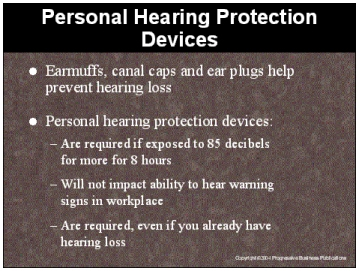 Personal Hearing Protection
Devices
Earmuffs, canal caps and ear plugs help
prevent hearing loss
Personal hearing protection devices:
– Are required if exposed to 85 decibels
for more for 8 hours
– Will not impact ability to hear warning
signs in workplace
– Are required, even if you already have
hearing loss
Progressive Business Publications